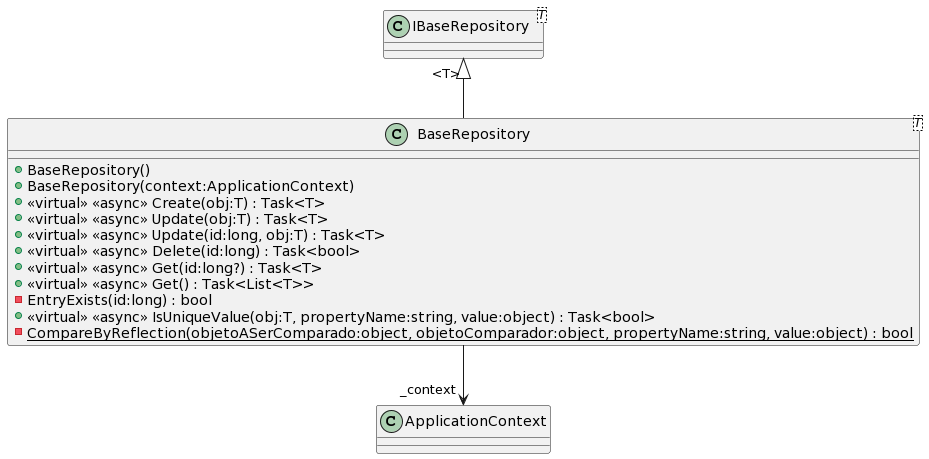 C IBaseRepository T
<T>
C BaseRepository T
BaseRepository()
BaseRepository(context:ApplicationContext)
«virtual» «async» Create(obj:T) : Task<T>
«virtual» «async» Update(obj:T) : Task<T>
«virtual» «async» Update(id:long, obj:T) : Task<T>
«virtual» «async» Delete(id:long) : Task<bool>
«virtual» «async» Get(id:long?) : Task<T>
«virtual» «async» Get() : Task<List<T>>
EntryExists(id:long) : bool
«virtual» «async» IsUniqueValue(obj:T, propertyName:string, value:object) : Task<bool>
CompareByReflection(objetoASerComparado:object, objetoComparador:object, propertyName:string, value:object) : bool
_context
C ApplicationContext